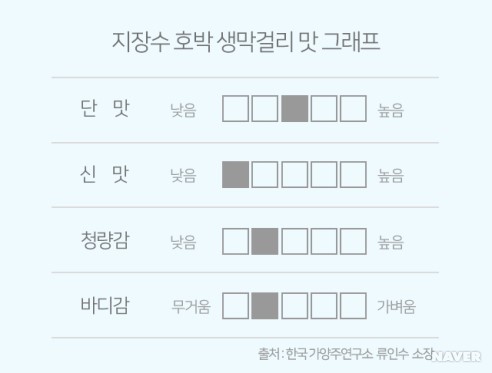 지장수 호박 생막걸리 맛 그래프
단 맛 낮음 높음
신 맛 낮음 높음
청량감 낮음 높음
바디감 무거움 가벼움
출처 : 한국가양주연구소 류인수 소장
NAVER